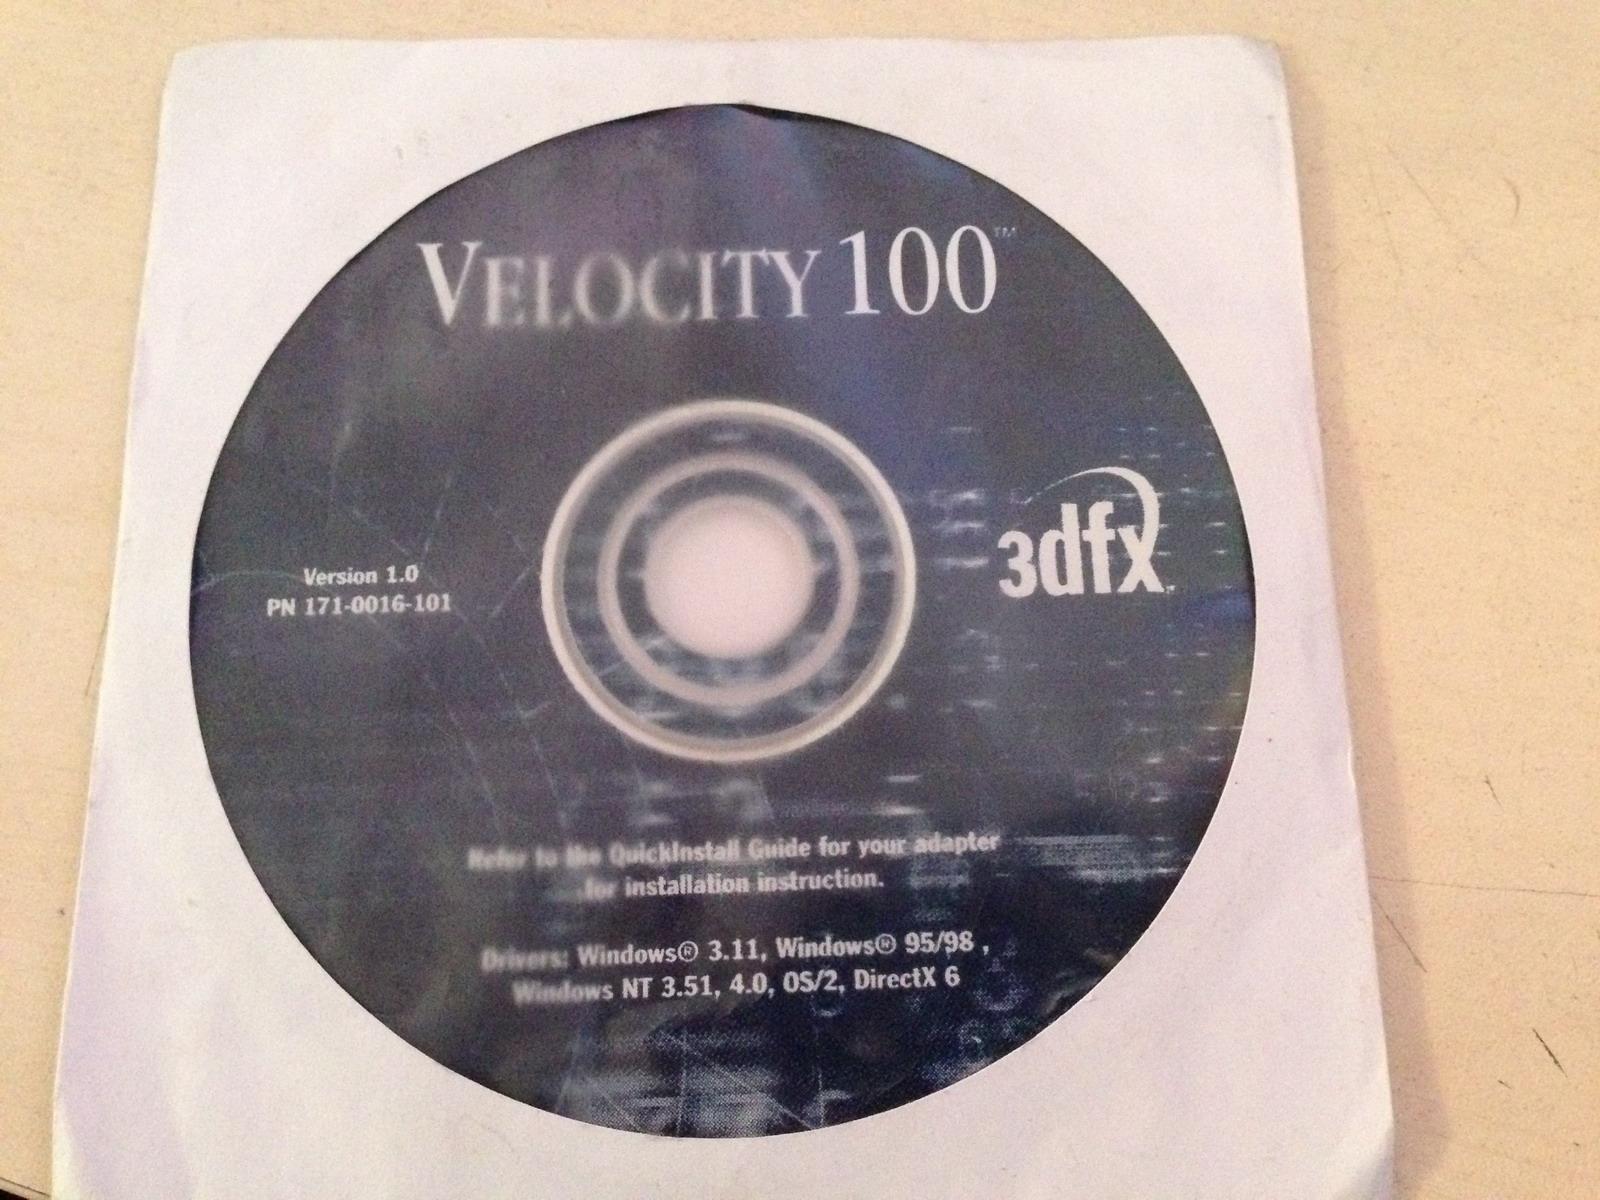 VELOCITY 100™
3dfx™
Version 1.0
PN 171-0016-101
Refer to the QuickInstall Guide for your adapter
for installation instruction.
Drivers: Windows® 3.11, Windows® 95/98 ,
Windows NT 3.51, 4.0, OS/2, DirectX 6